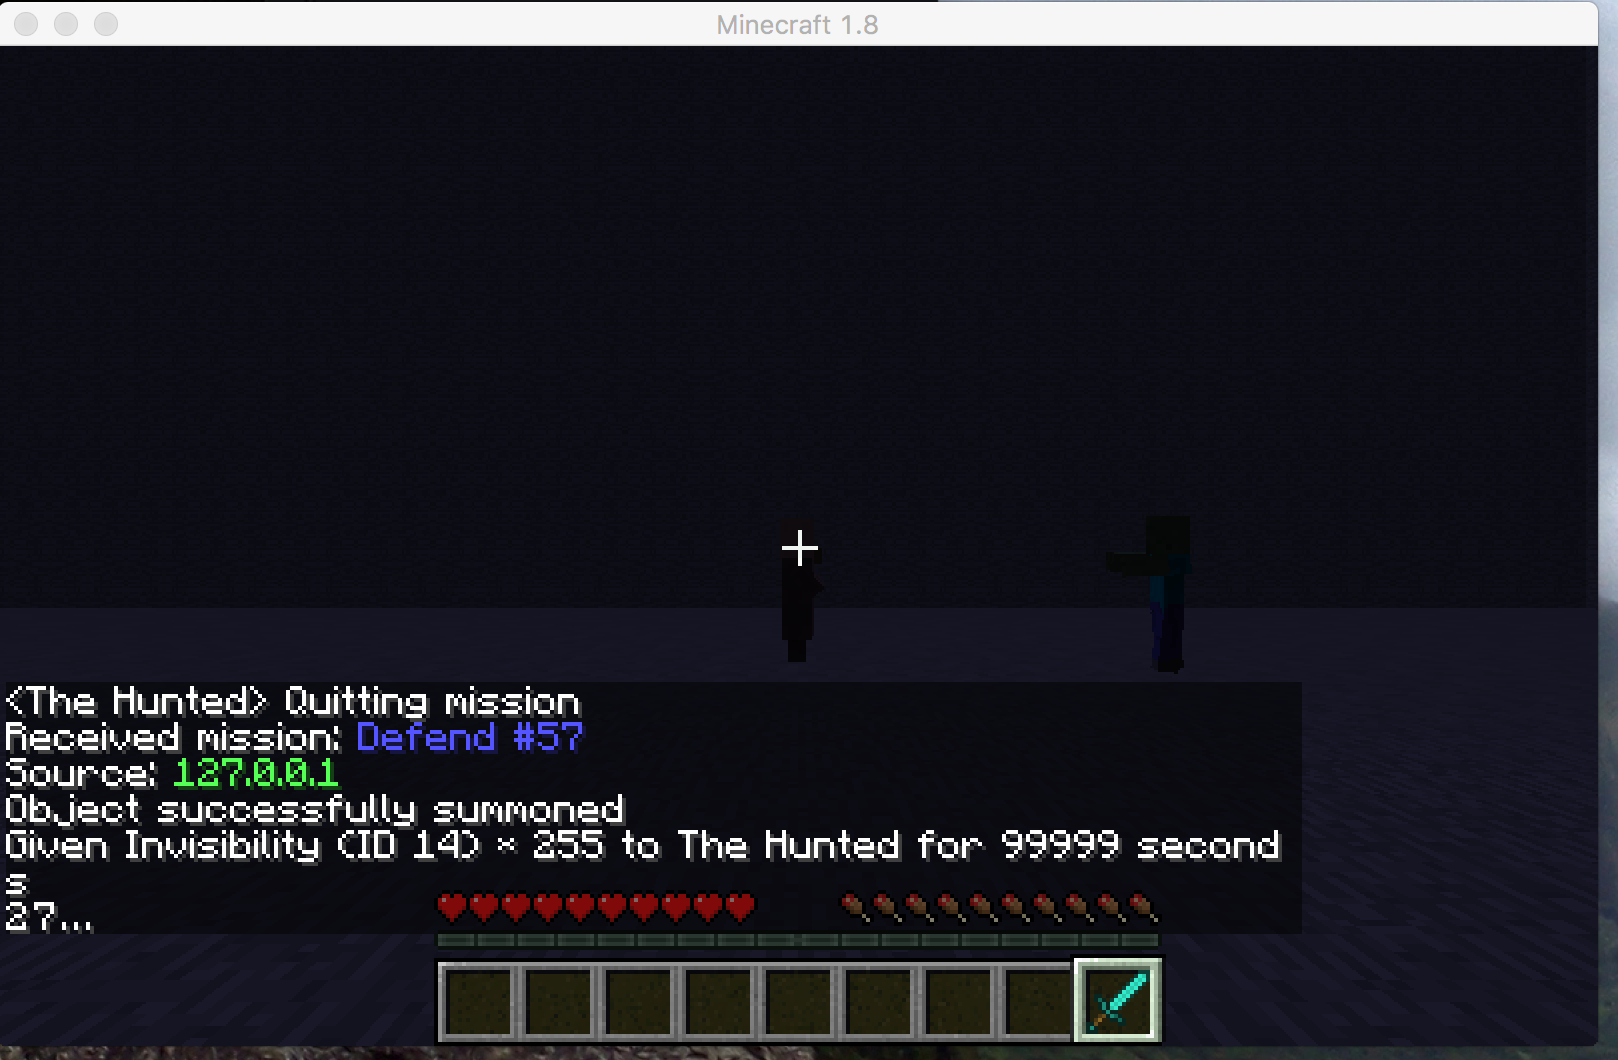 Minecraft 1.8
<The Hunted> Quitting mission
Received mission: Defend #57
Source: 127.0.0.1
Object successfully summoned
Given Invisibility (ID 14) × 255 to The Hunted for 99999 second
s
27...